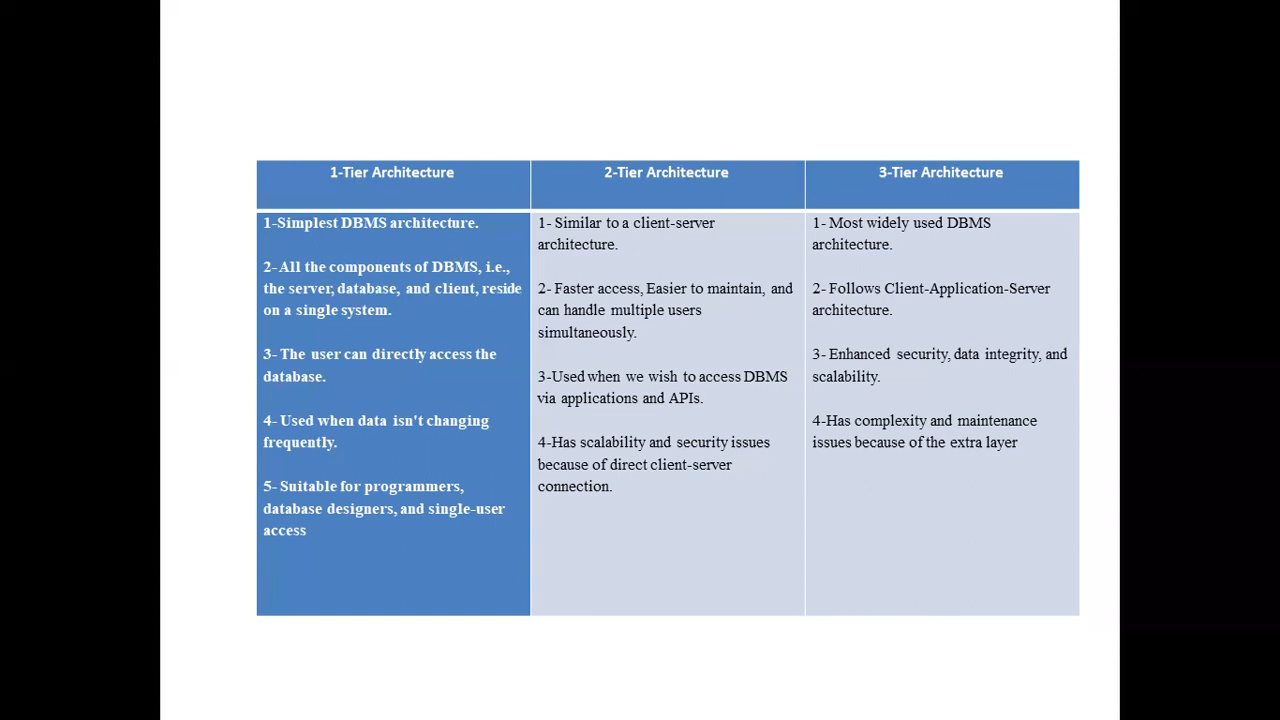 1-Tier Architecture
2-Tier Architecture
3-Tier Architecture
1-Simplest DBMS architecture.
2- All the components of DBMS, i.e.,
the server, database, and client, reside
on a single system.
3- The user can directly access the
database.
4- Used when data isn't changing
frequently.
5- Suitable for programmers,
database designers, and single-user
access
1- Similar to a client-server
architecture.
2- Faster access, Easier to maintain, and
can handle multiple users
simultaneously.
3-Used when we wish to access DBMS
via applications and APIs.
4-Has scalability and security issues
because of direct client-server
connection.
1- Most widely used DBMS
architecture.
2- Follows Client-Application-Server
architecture.
3- Enhanced security, data integrity, and
scalability.
4-Has complexity and maintenance
issues because of the extra layer